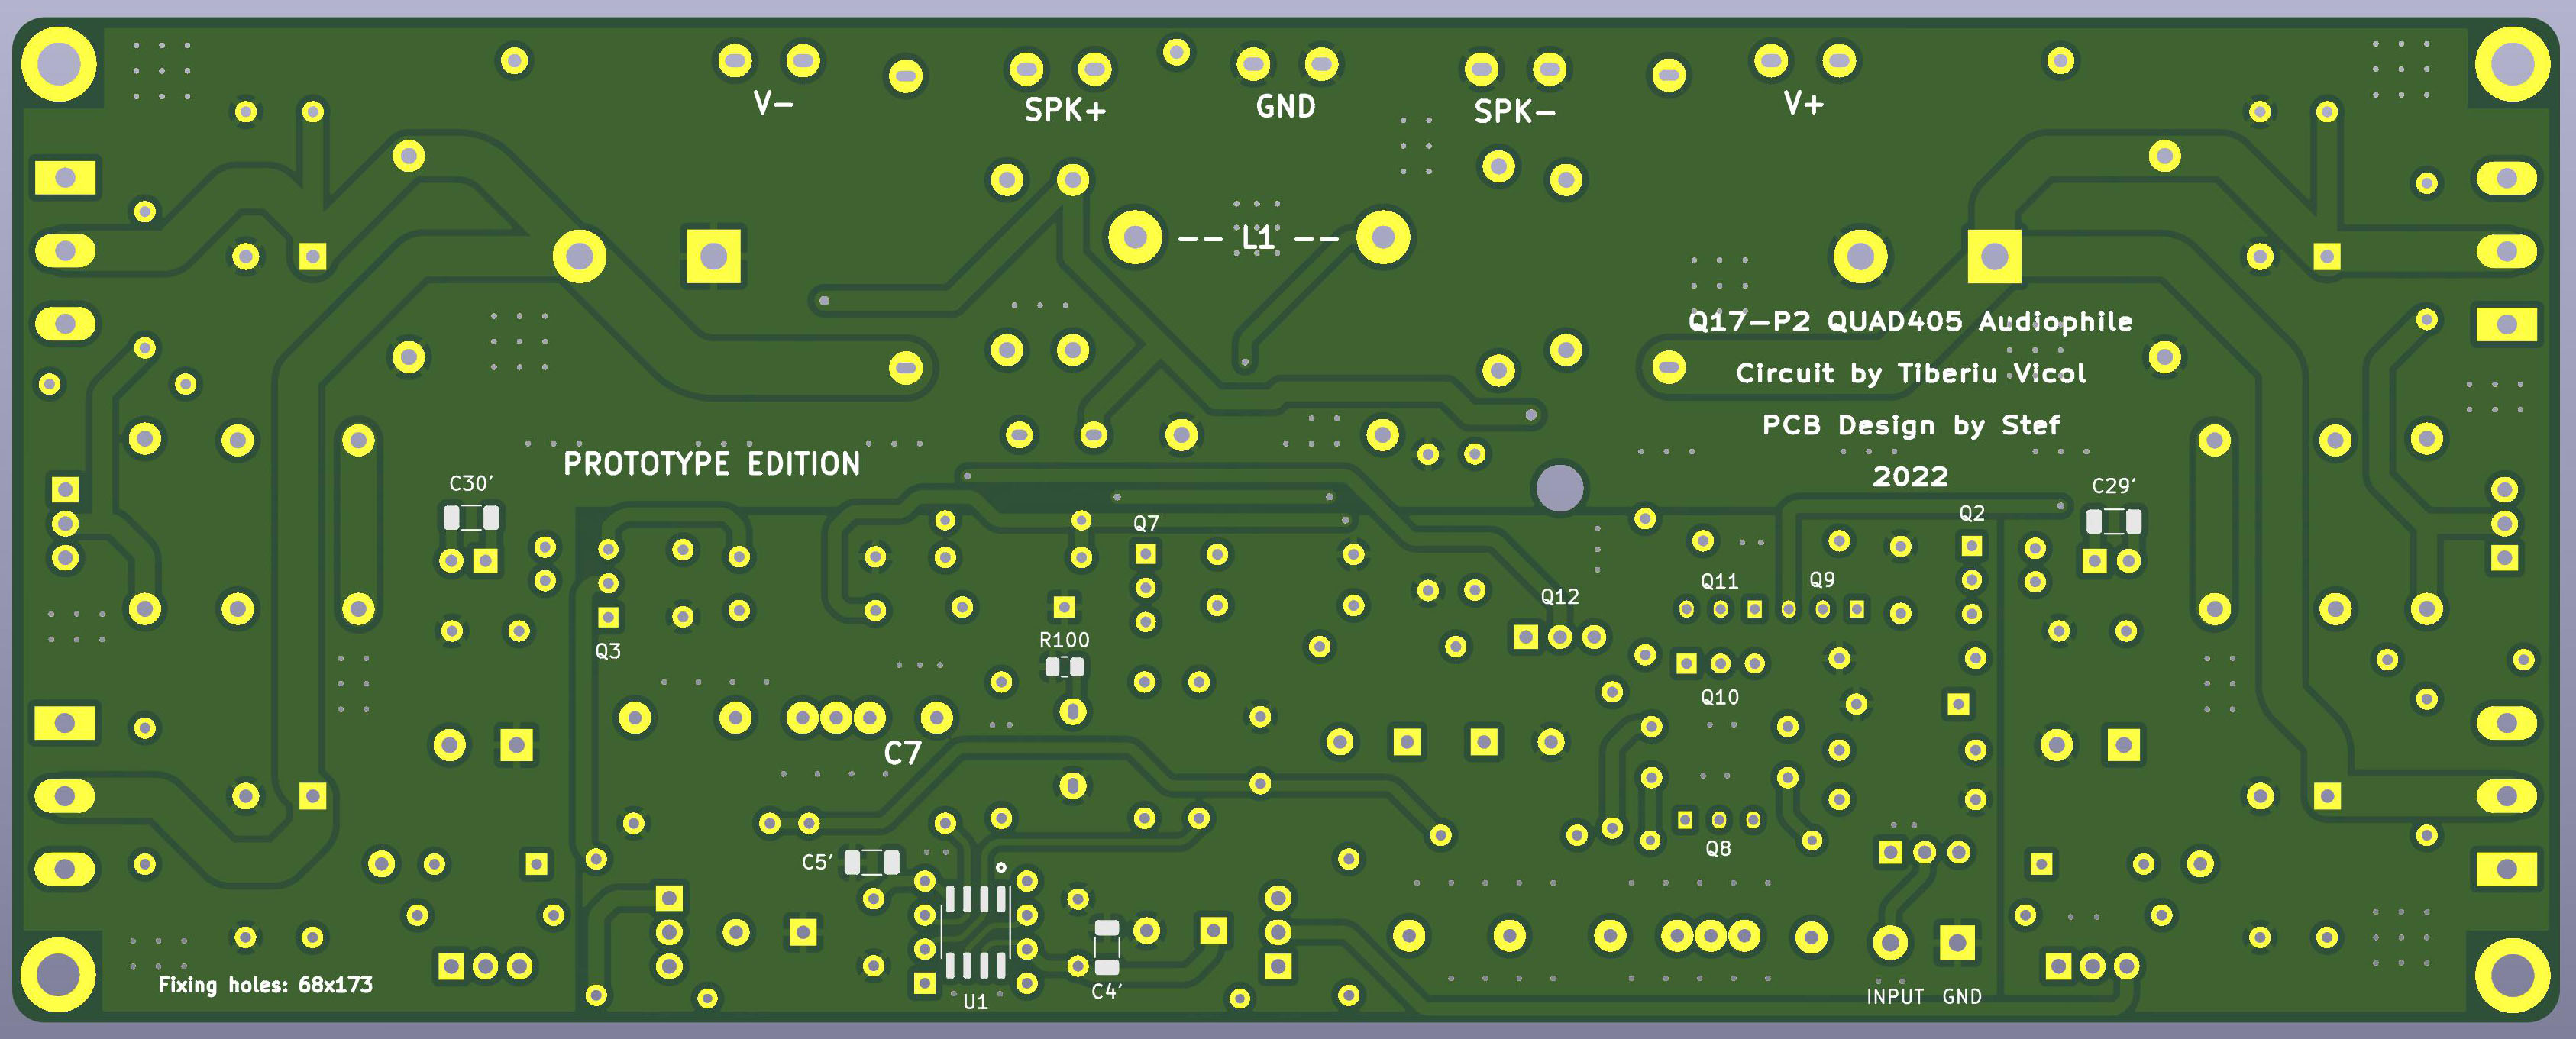 V- SPK+ GND SPK- V+
-- L1 --
Q17-P2 QUAD405 Audiophile
Circuit by Tiberiu Vicol
PCB Design by Stef
2022
PROTOTYPE EDITION
C30'
C29'
Q7
Q2
Q11
Q9
Q12
R100
Q3
Q10
C7
Q8
C5'
Fixing holes: 68x173
U1
C4'
INPUT GND